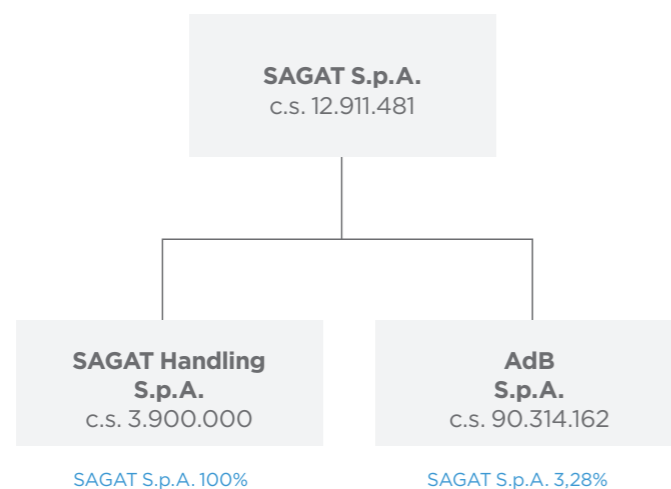 SAGAT S.p.A.
c.s. 12.911.481
SAGAT Handling
S.p.A.
c.s. 3.900.000
SAGAT S.p.A. 100%
AdB
S.p.A.
c.s. 90.314.162
SAGAT S.p.A. 3,28%